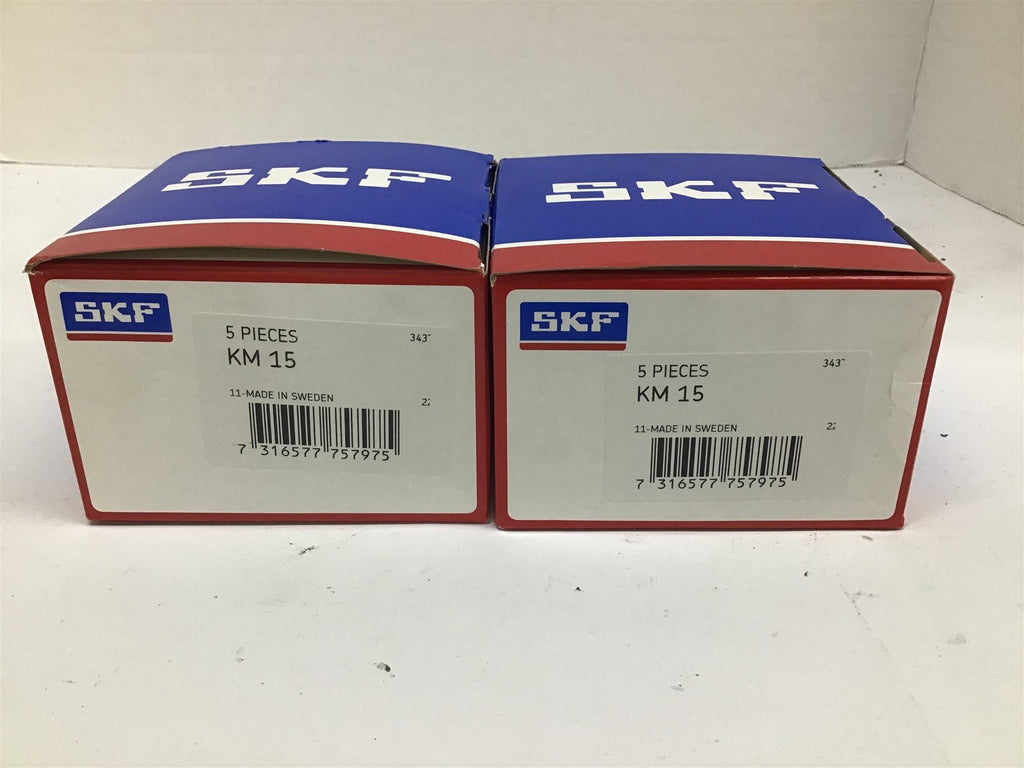 SKF
SKF
5 PIECES 343
KM 15
11-MADE IN SWEDEN
7 316577 757975
SKF
SKF
5 PIECES 343
KM 15
11-MADE IN SWEDEN
7 316577 757975